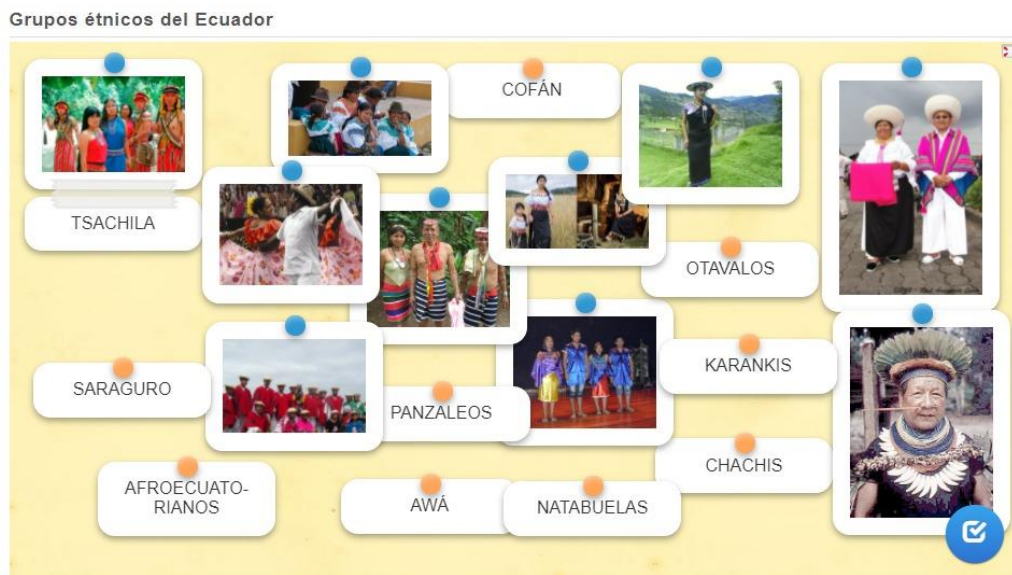 Grupos étnicos del Ecuador
COFÁN
TSACHILA
OTAVALOS
KARANKIS
SARAGURO
PANZALEOS
CHACHIS
AFROECUATO-
RIANOS
AWÁ
NATABUELAS